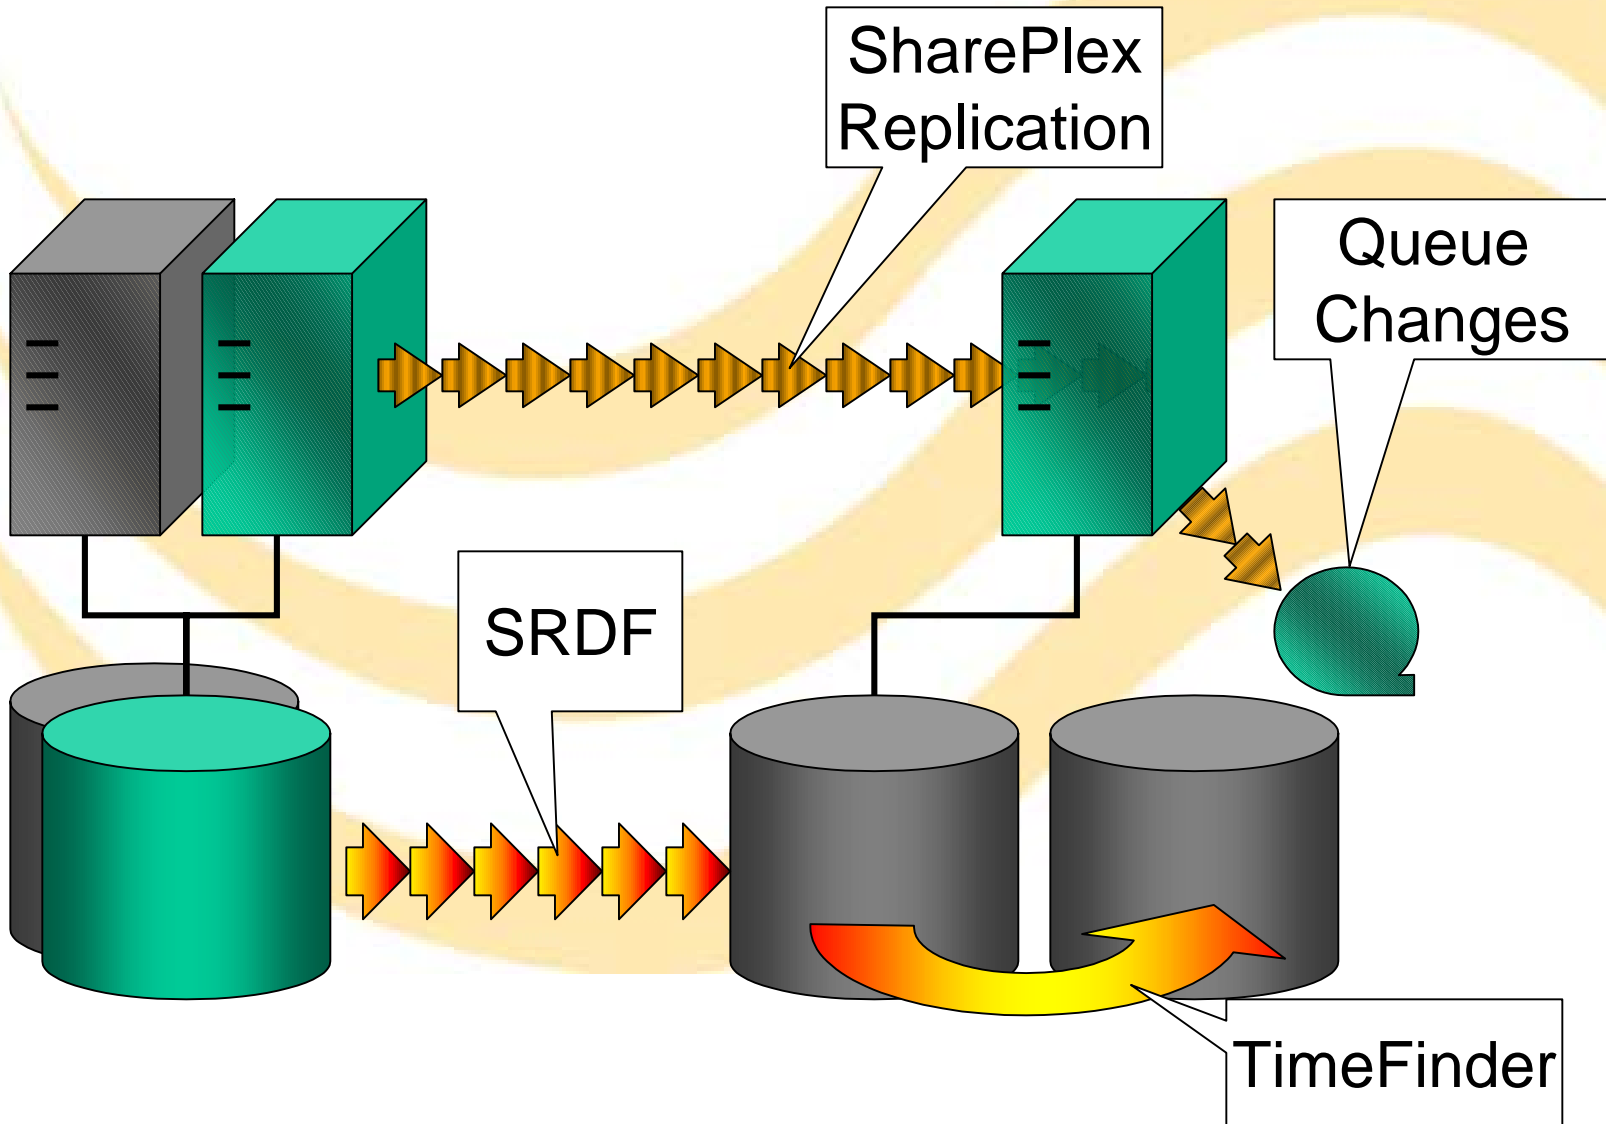 SharePlex
Replication
Queue
Changes
SRDF
TimeFinder